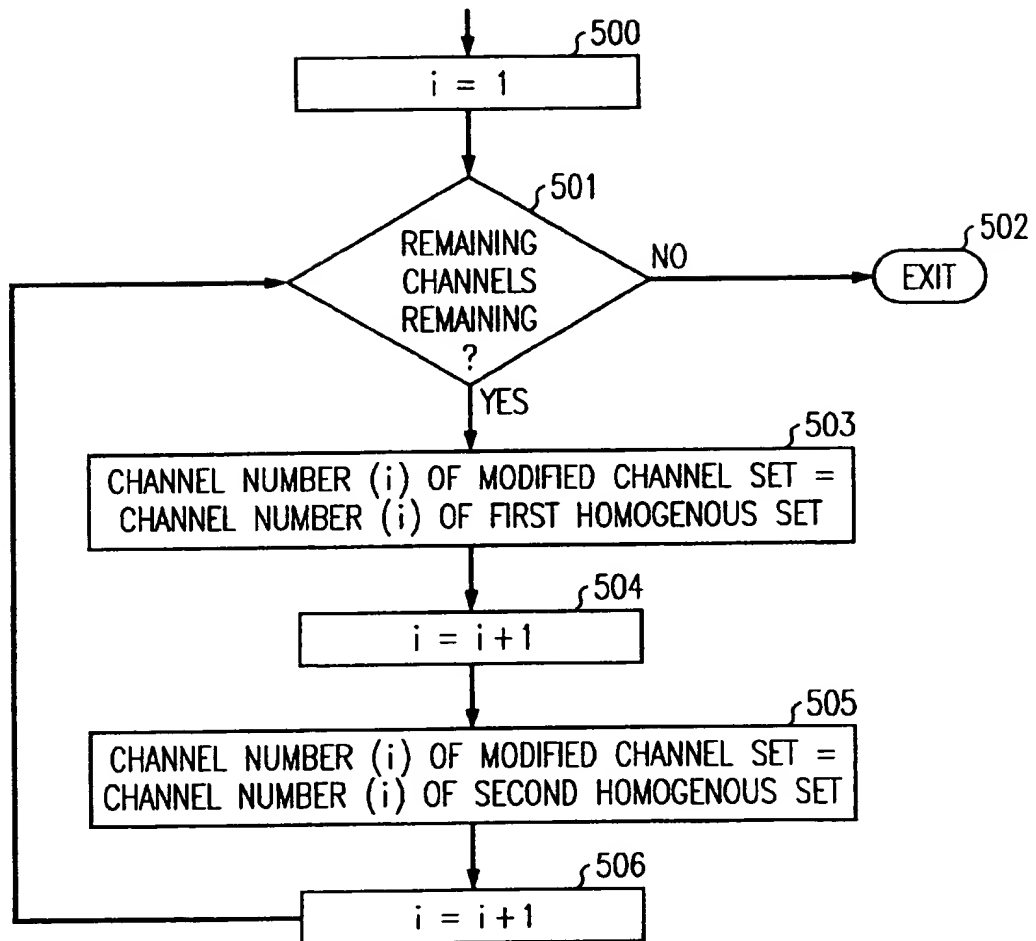 500
i = 1
501
REMAINING
CHANNELS
REMAINING
?
NO
502
EXIT
YES
503
CHANNEL NUMBER (i) OF MODIFIED CHANNEL SET =
CHANNEL NUMBER (i) OF FIRST HOMOGENOUS SET
504
i = i+1
505
CHANNEL NUMBER (i) OF MODIFIED CHANNEL SET =
CHANNEL NUMBER (i) OF SECOND HOMOGENOUS SET
506
i = i+1